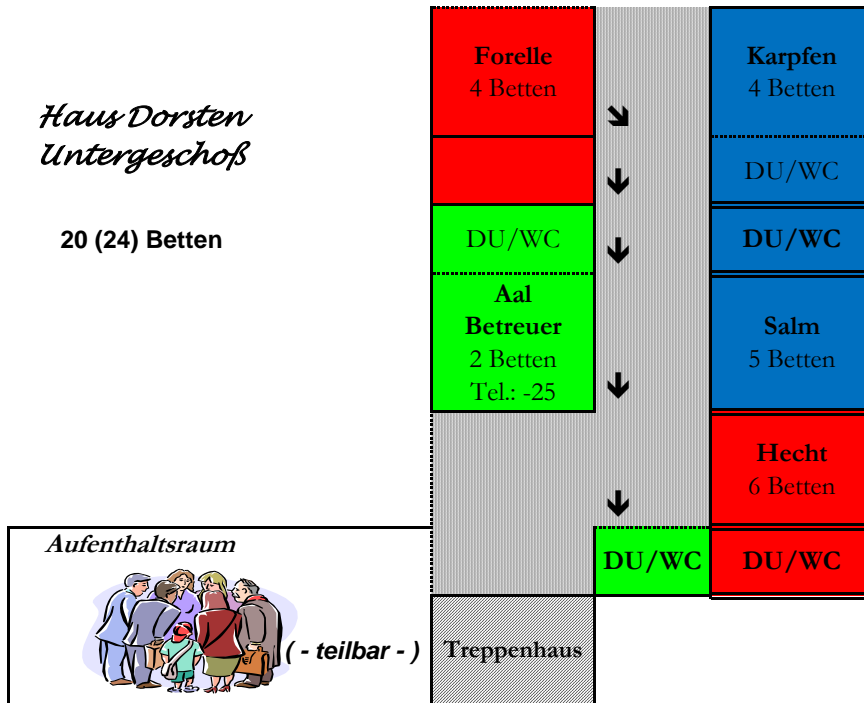 Haus Dorsten
Untergeschoß
20 (24) Betten
Forelle
4 Betten
DU/WC
Aal
Betreuer
2 Betten
Tel.: -25
Karpfen
4 Betten
DU/WC
DU/WC
Salm
5 Betten
Hecht
6 Betten
DU/WC
DU/WC
Aufenthaltsraum
( - teilbar - )
Treppenhaus